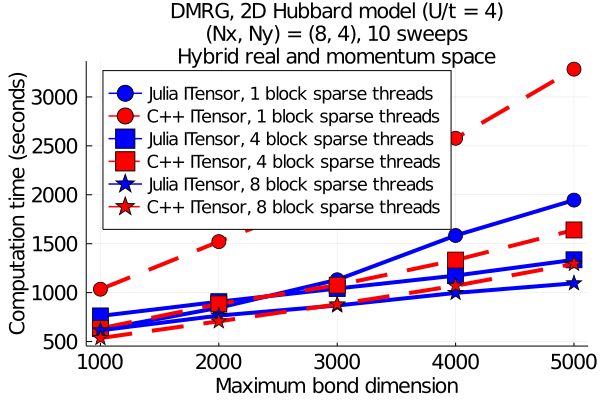 DMRG, 2D Hubbard model (U/t = 4)
(Nx, Ny) = (8, 4), 10 sweeps
Hybrid real and momentum space
Julia ITensor, 1 block sparse threads
C++ ITensor, 1 block sparse threads
Julia ITensor, 4 block sparse threads
C++ ITensor, 4 block sparse threads
Julia ITensor, 8 block sparse threads
C++ ITensor, 8 block sparse threads
Computation time (seconds)
3000
2500
2000
1500
1000
500
1000 2000 3000 4000 5000
Maximum bond dimension